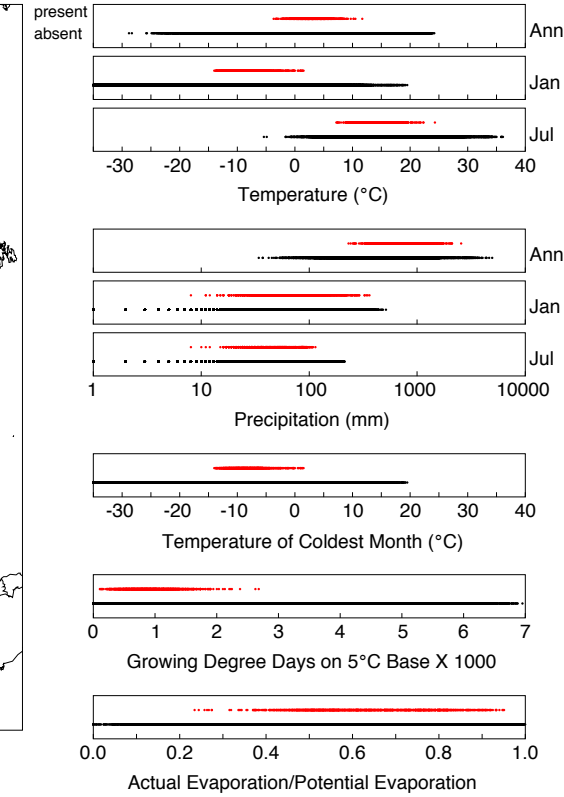 present
absent
Ann
Jan
Jul
-30 -20 -10 0 10 20 30 40
Temperature (°C)
Ann
Jan
Jul
1 10 100 1000 10000
Precipitation (mm)
-30 -20 -10 0 10 20 30 40
Temperature of Coldest Month (°C)
0 1 2 3 4 5 6 7
Growing Degree Days on 5°C Base X 1000
0.0 0.2 0.4 0.6 0.8 1.0
Actual Evaporation/Potential Evaporation